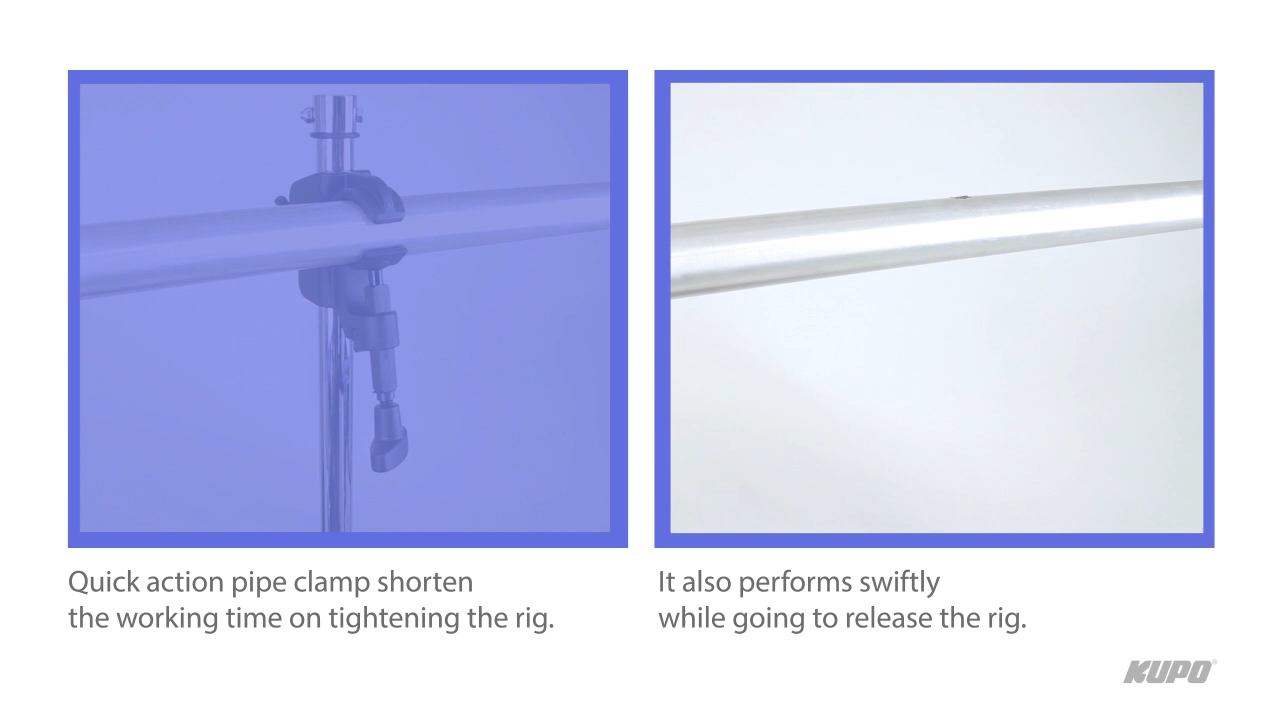 Quick action pipe clamp shorten
the working time on tightening the rig.
It also performs swiftly
while going to release the rig.
KUPO®